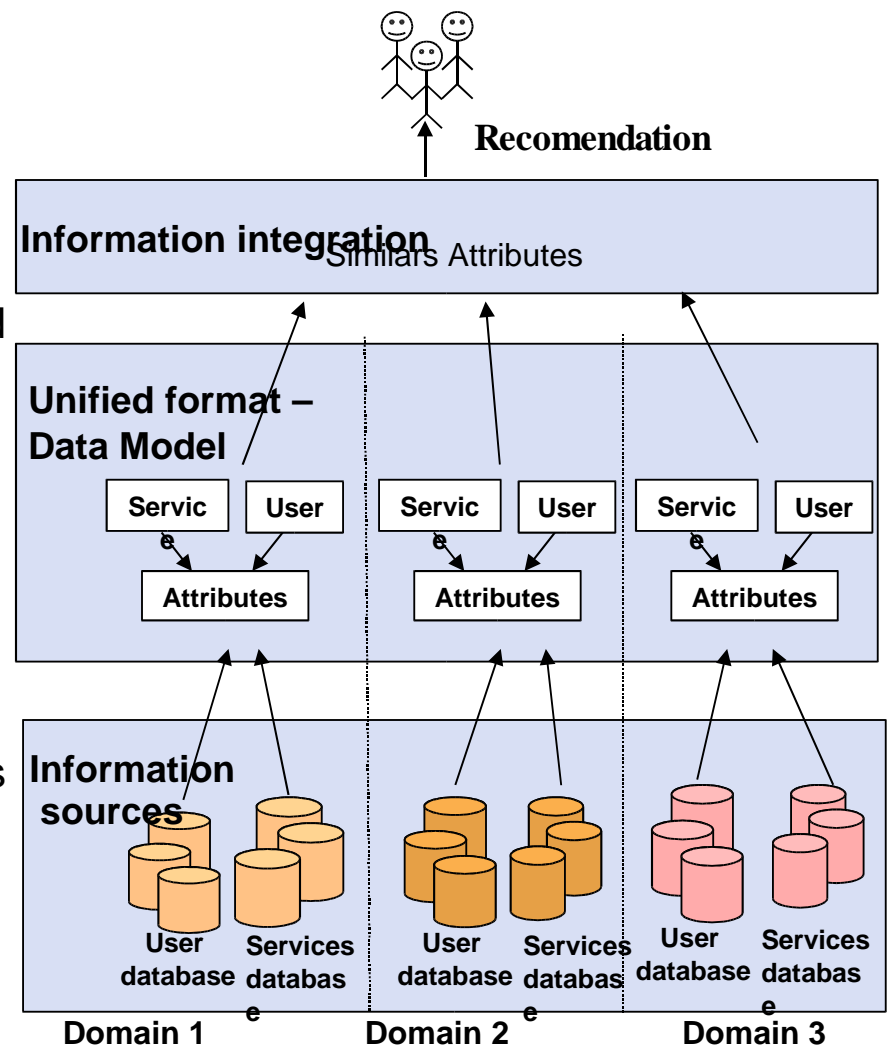 Recomendation
Information integration
Similars Attributes
Unified format –
Data Model
Servic
e
User
Servic
e
User
Servic
e
User
Attributes
Attributes
Attributes
s
Information
sources
User
database
Services
databas
e
User
database
Services
databas
e
User
database
Services
databas
e
Domain 1
Domain 2
Domain 3